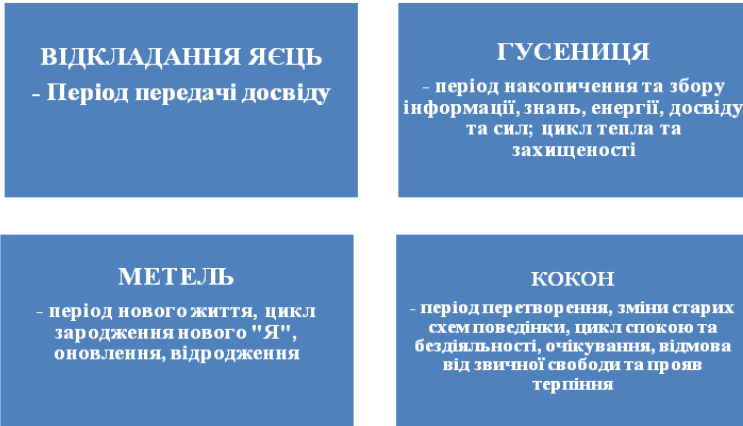 ВІДКЛАДАННЯ ЯЄЦЬ
- Період передачі досвіду
ГУСЕНИЦЯ
- період накопичення та збору
інформації, знань, енергії, досвіду
та сил; цикл тепла та
захищеності
МЕТЕЛЬ
- період нового життя, цикл
зародження нового "Я",
оновлення, відродження
КОКОН
- період перетворення, зміни старих
схем поведінки, цикл спокою та
бездіяльності, очікування, відмова
від звичної свободи та прояв
терпіння